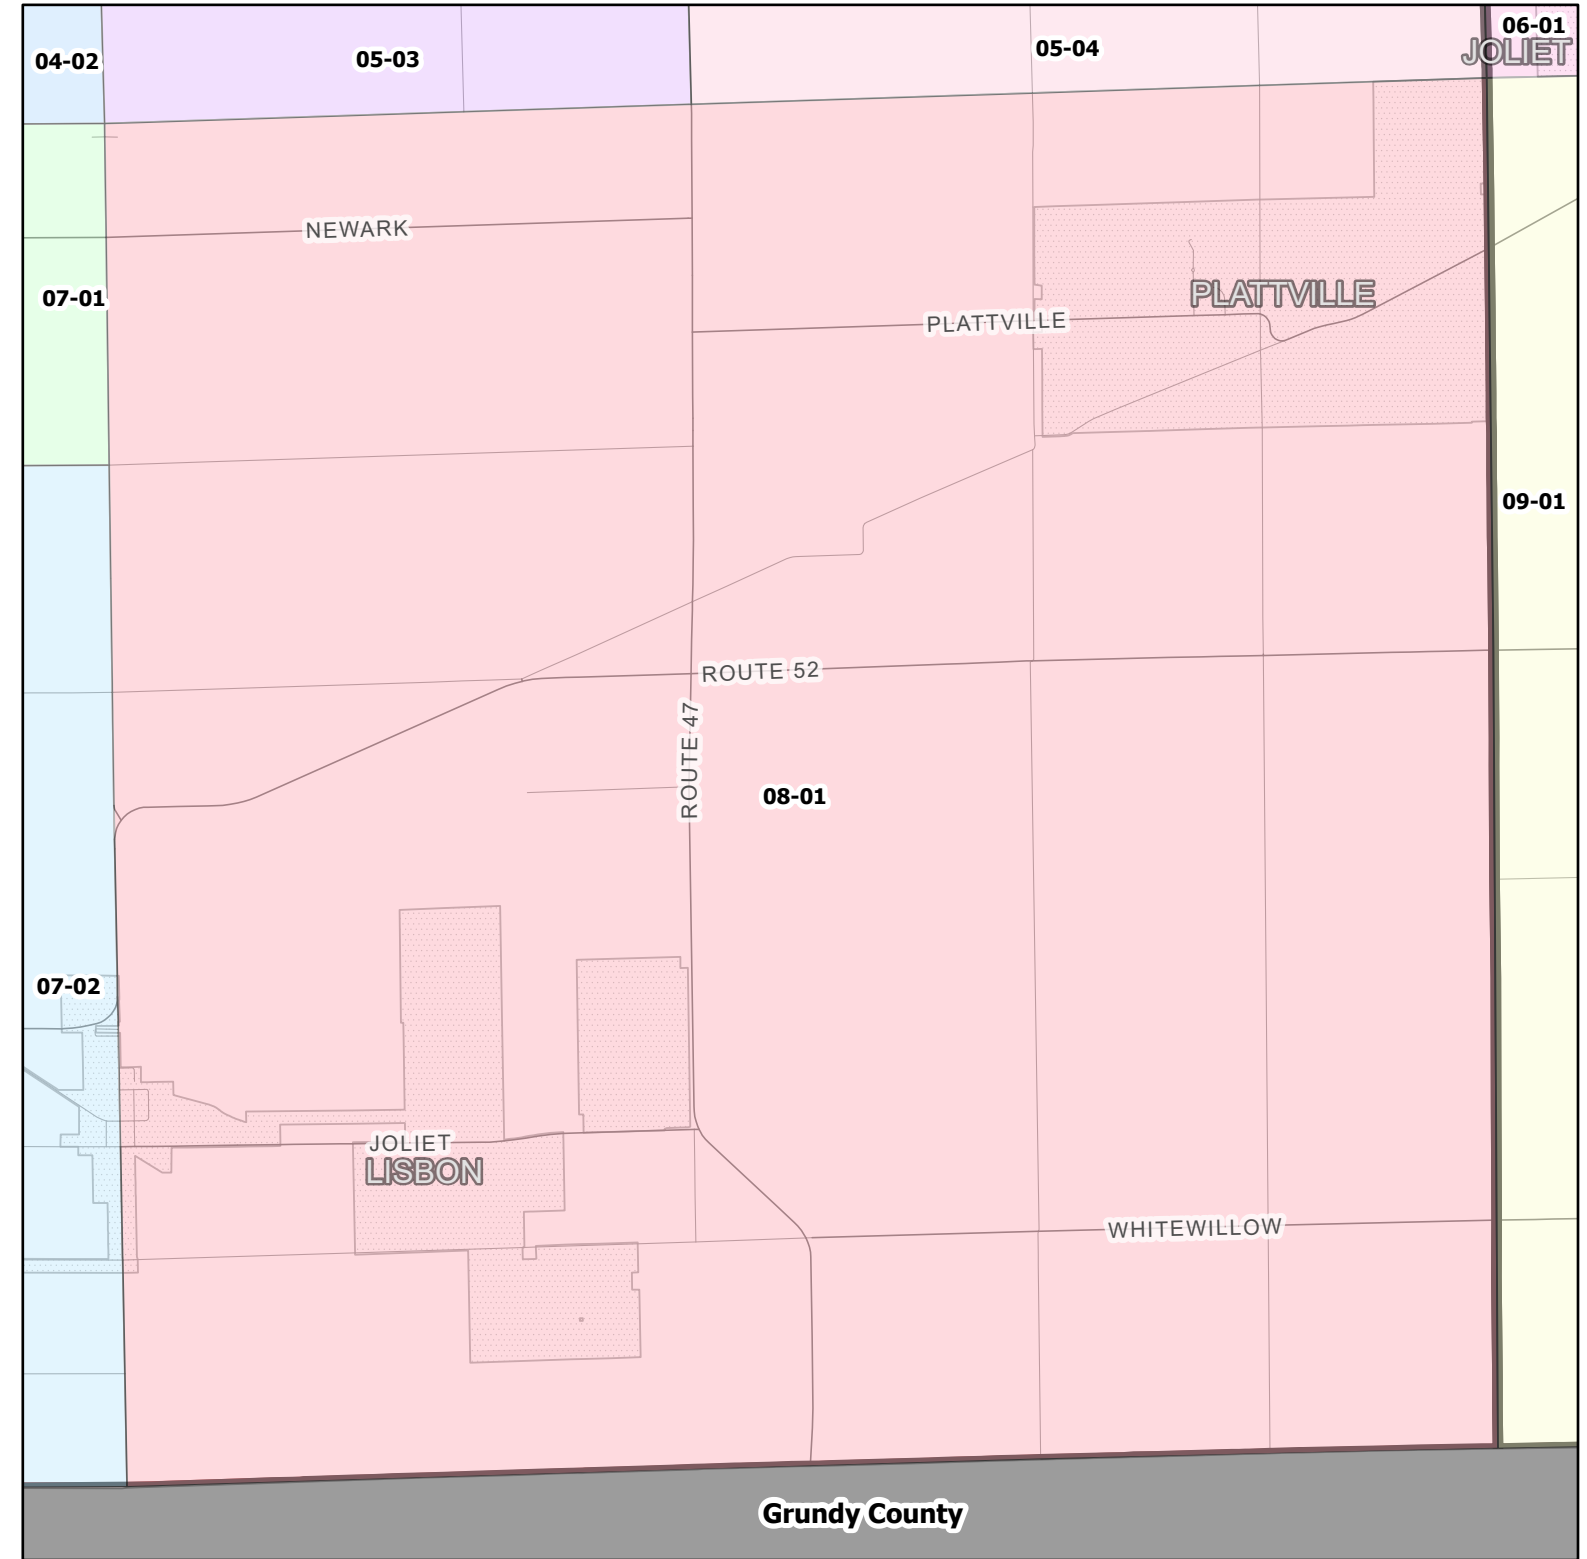 06-01
05-04
JOLIET
04-02
05-03
NEWARK
07-01
PLATTVILLE
PLATTVILLE
09-01
ROUTE 52
ROUTE 47
08-01
07-02
JOLIET
LISBON
WHITEWILLOW
Grundy County